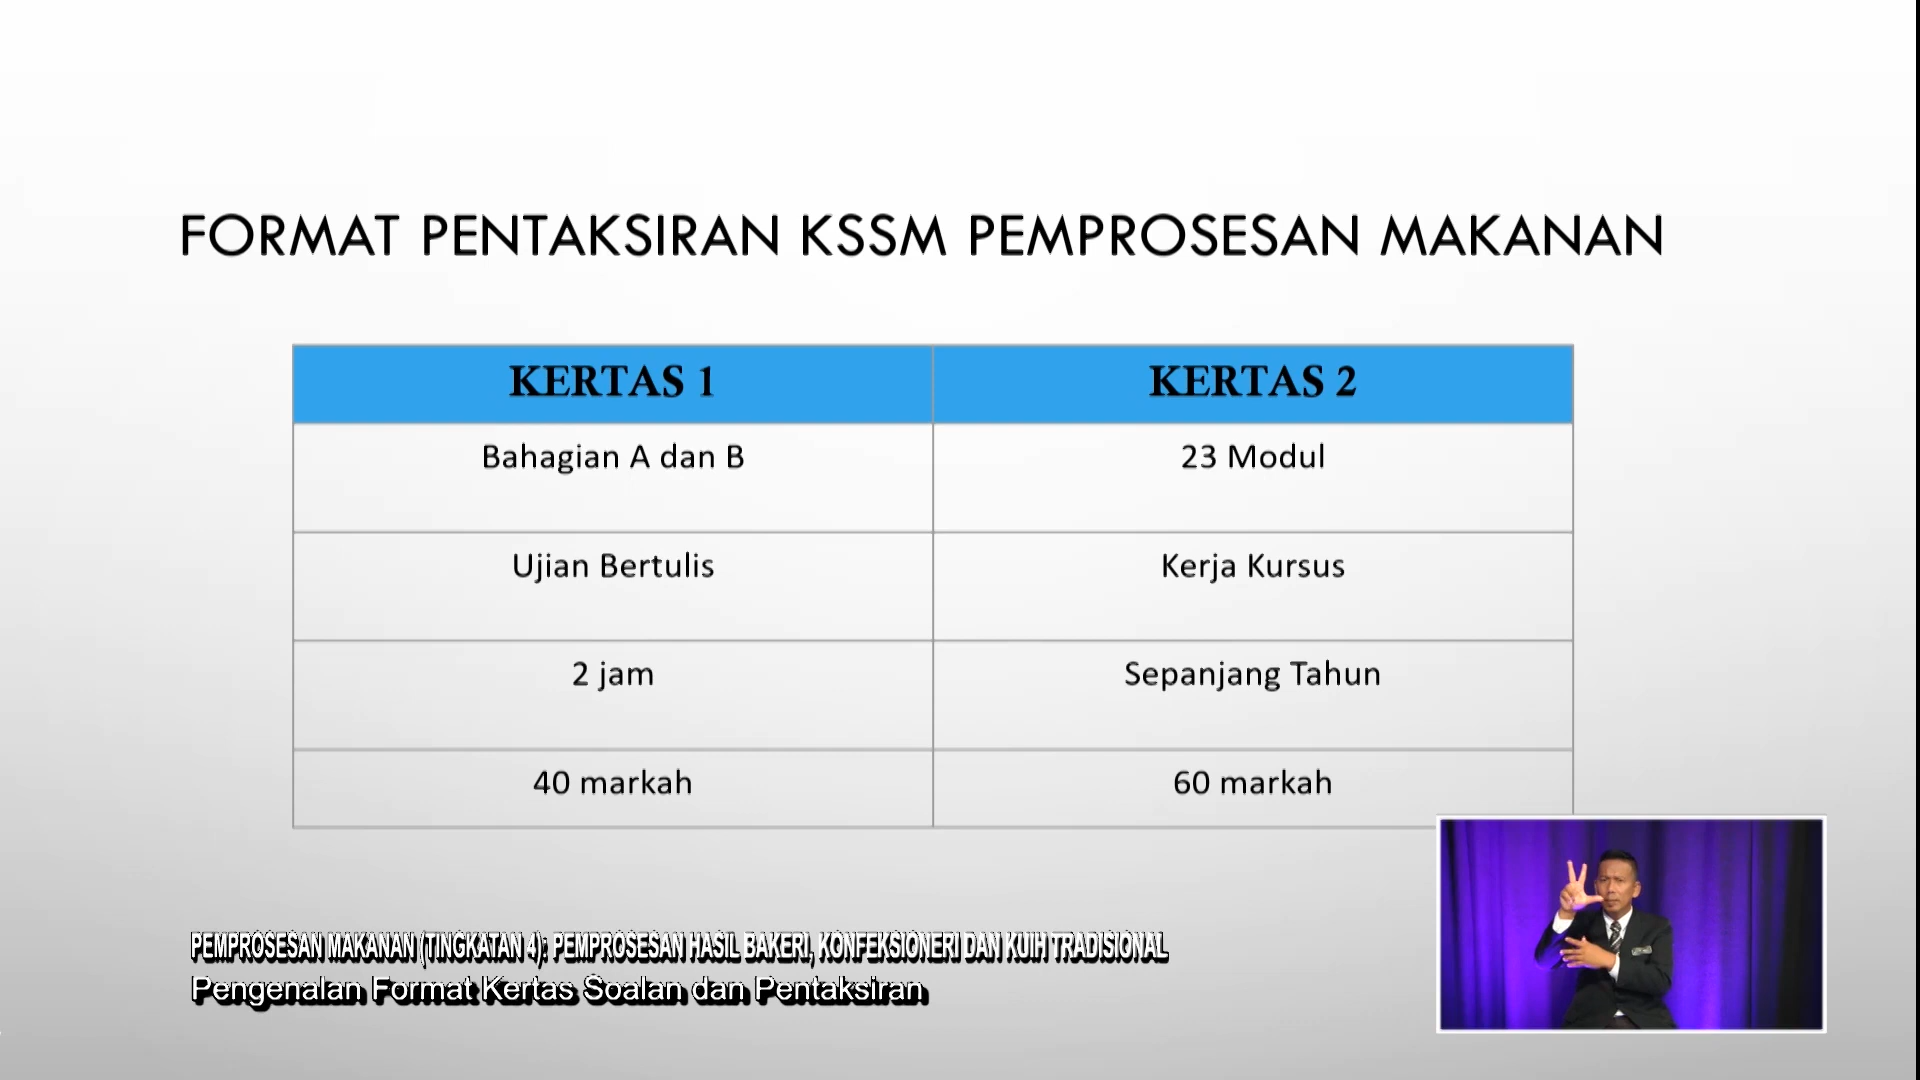 FORMAT PENTAKSIRAN KSSM PEMPROSESAN MAKANAN
KERTAS 1
KERTAS 2
Bahagian A dan B
23 Modul
Ujian Bertulis
Kerja Kursus
2 jam
Sepanjang Tahun
40 markah
60 markah
PEMPROSESAN MAKANAN (TINGKATAN 4): PEMPROSESAN HASIL BAKERI, KONFEKSIONERI DAN KUIH TRADISIONAL
Pengenalan Format Kertas Soalan dan Pentaksiran